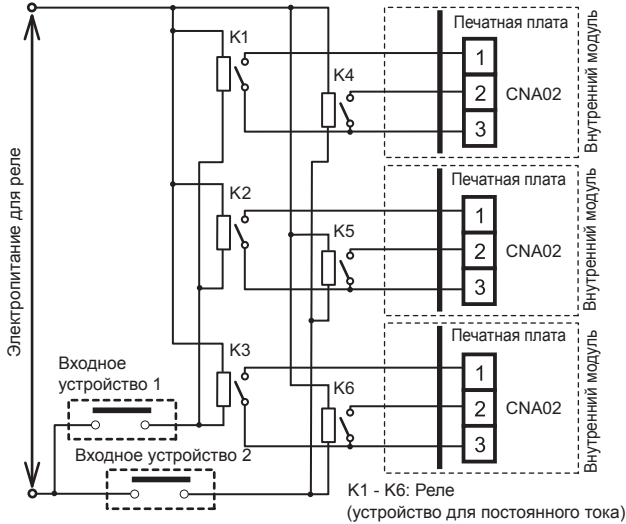 Электропитание для реле
K1
K4
Печатная плата
1
2
3
CNA02
Внутренний модуль
K2
K5
Печатная плата
1
2
3
CNA02
Внутренний модуль
K3
K6
Печатная плата
1
2
3
CNA02
Внутренний модуль
Входное
устройство 1
Входное устройство 2
K1 - K6: Реле
(устройство для постоянного тока)